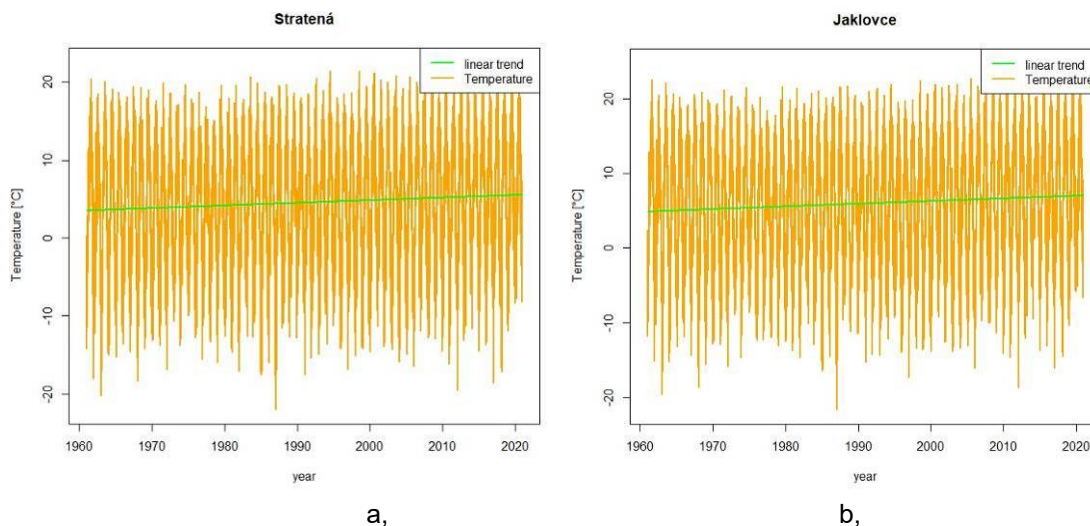 Stratená
linear trend
Temperature
Temperature [°C]
20
10
0
-10
-20
1960 1970 1980 1990 2000 2010 2020
year
a,
Jaklovce
linear trend
Temperature
Temperature [°C]
20
10
0
-10
-20
1960 1970 1980 1990 2000 2010 2020
year
b,